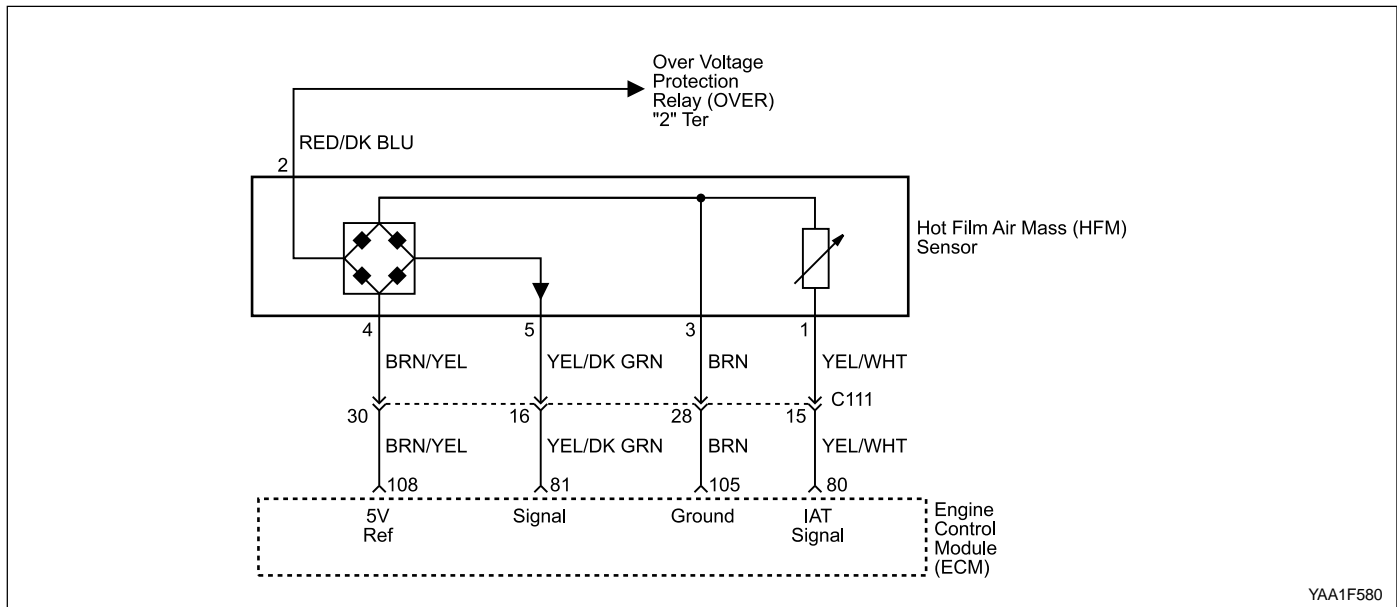 Over Voltage
Protection
Relay (OVER)
"2" Ter
RED/DK BLU
2
Hot Film Air Mass (HFM)
Sensor
4
5
3
1
BRN/YEL
YEL/DK GRN
BRN
YEL/WHT
C111
30
16
28
15
BRN/YEL
YEL/DK GRN
BRN
YEL/WHT
108
81
105
80
5V
Ref
Signal
Ground
IAT
Signal
Engine
Control
Module
(ECM)
YAA1F580